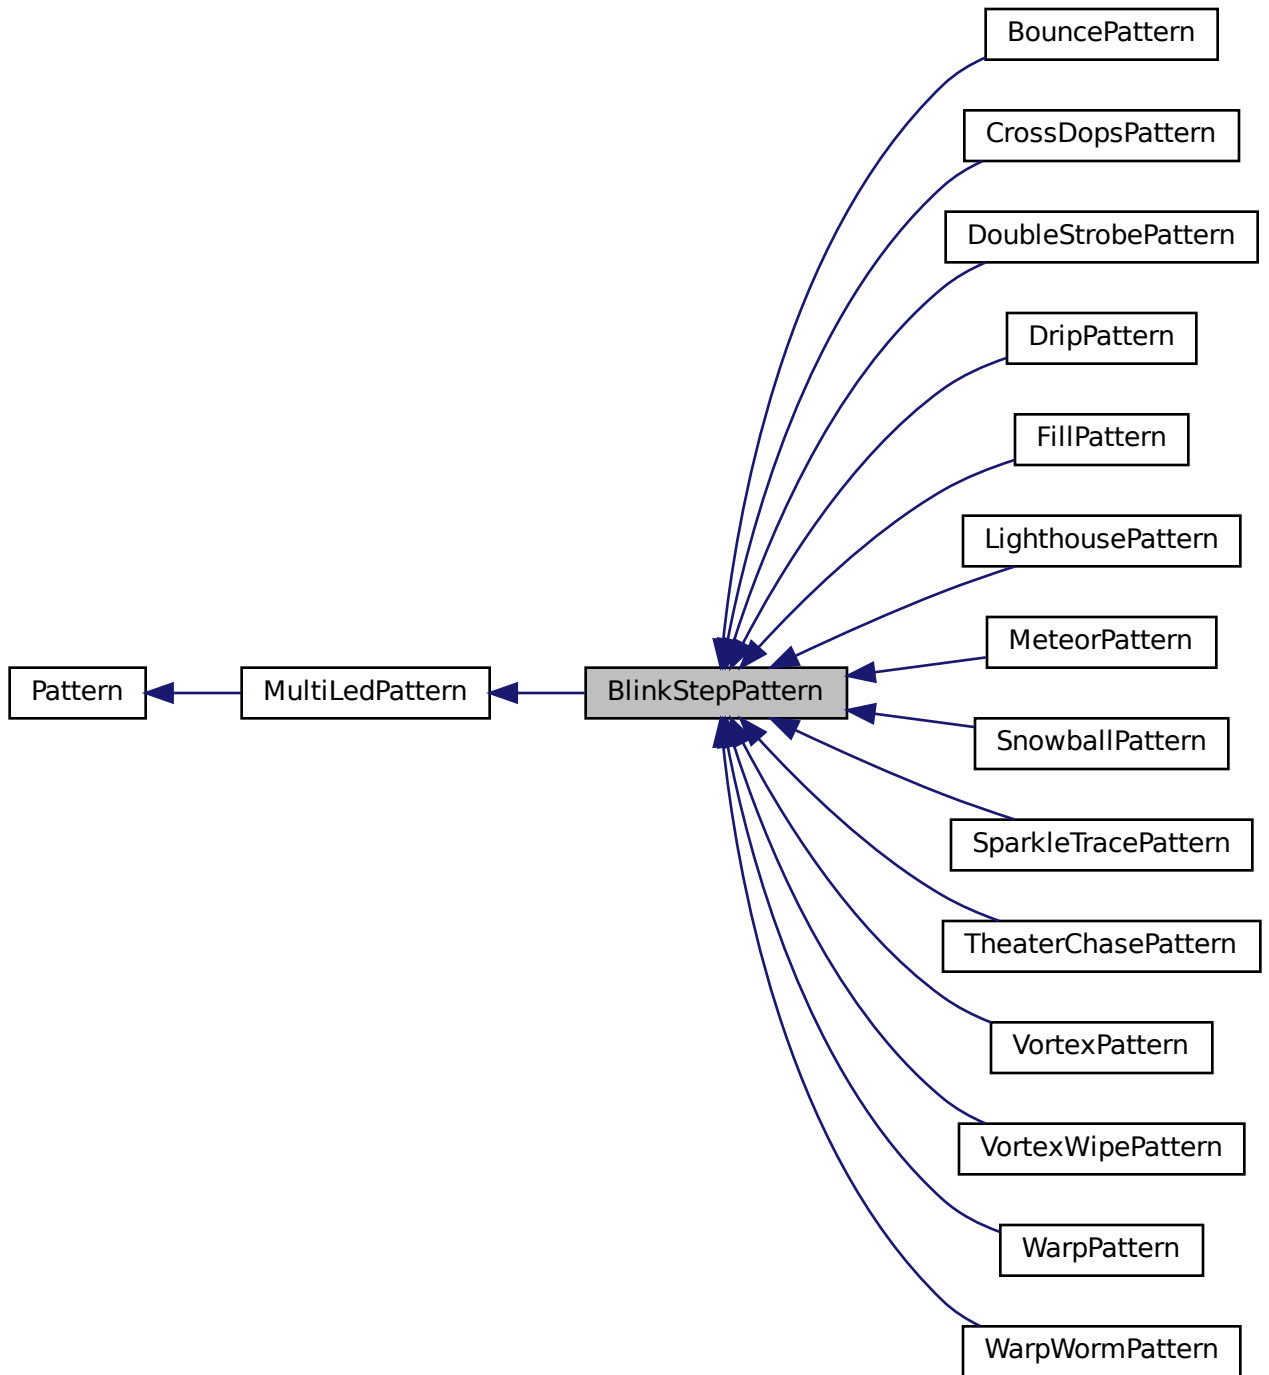 BouncePattern
CrossDopsPattern
DoubleStrobePattern
DripPattern
FillPattern
LighthousePattern
MeteorPattern
Pattern
MultiLedPattern
BlinkStepPattern
SnowballPattern
SparkleTracePattern
TheaterChasePattern
VortexPattern
VortexWipePattern
WarpPattern
WarpWormPattern